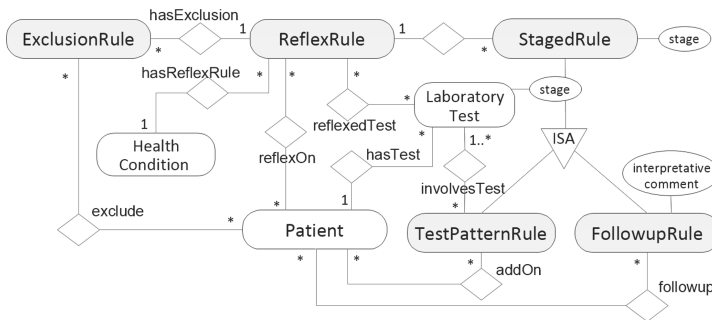 hasExclusion
ExclusionRule
*
1
ReflexRule
1
*
StagedRule
stage
*
hasReflexRule
*
*
*
reflexedTest
*
Laboratory
Test
stage
1
Health
Condition
reflexOn
hasTest
*
1..*
ISA
interpretative
comment
exclude
*
*
1
involvesTest
*
Patient
TestPatternRule
FollowupRule
*
*
*
addOn
*
followup